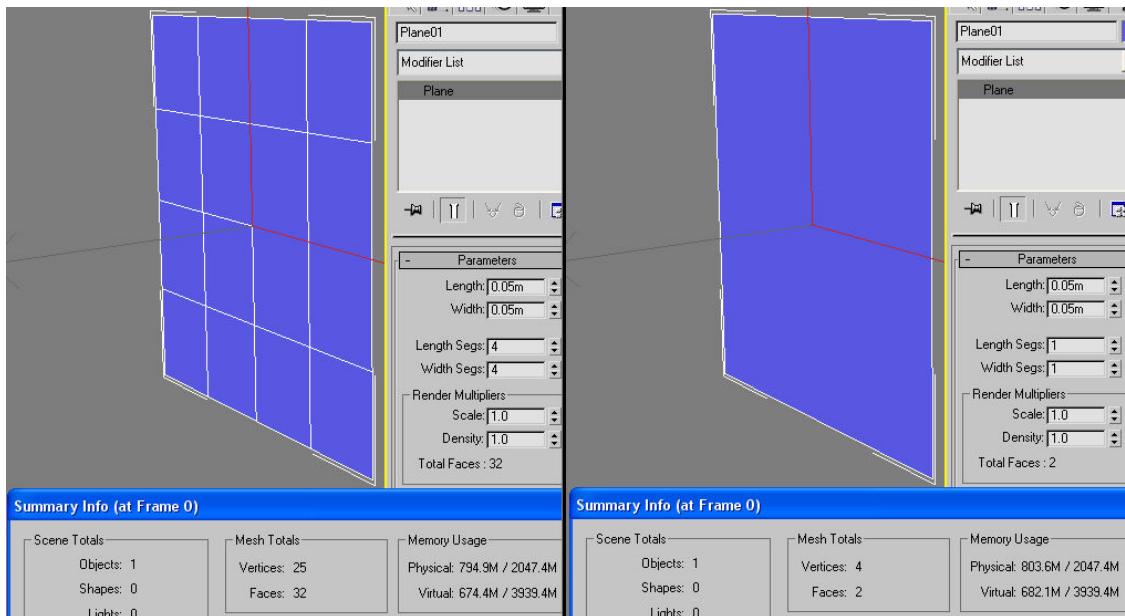 Plane01
Modifier List
Plane
- Parameters
Length: 0.05m
Width: 0.05m
Length Segs: 4
Width Segs: 4
Render Multipliers
Scale: 1.0
Density: 1.0
Total Faces : 32
Summary Info (at Frame 0)
Scene Totals
Objects: 1
Shapes: 0
Lights: 0
Mesh Totals
Vertices: 25
Faces: 32
Memory Usage
Physical: 794.9M / 2047.4M
Virtual: 674.4M / 3939.4M
Plane01
Modifier List
Plane
- Parameters
Length: 0.05m
Width: 0.05m
Length Segs: 1
Width Segs: 1
Render Multipliers
Scale: 1.0
Density: 1.0
Total Faces : 2
Summary Info (at Frame 0)
Scene Totals
Objects: 1
Shapes: 0
Lights: 0
Mesh Totals
Vertices: 4
Faces: 2
Memory Usage
Physical: 803.6M / 2047.4M
Virtual: 682.1M / 3939.4M